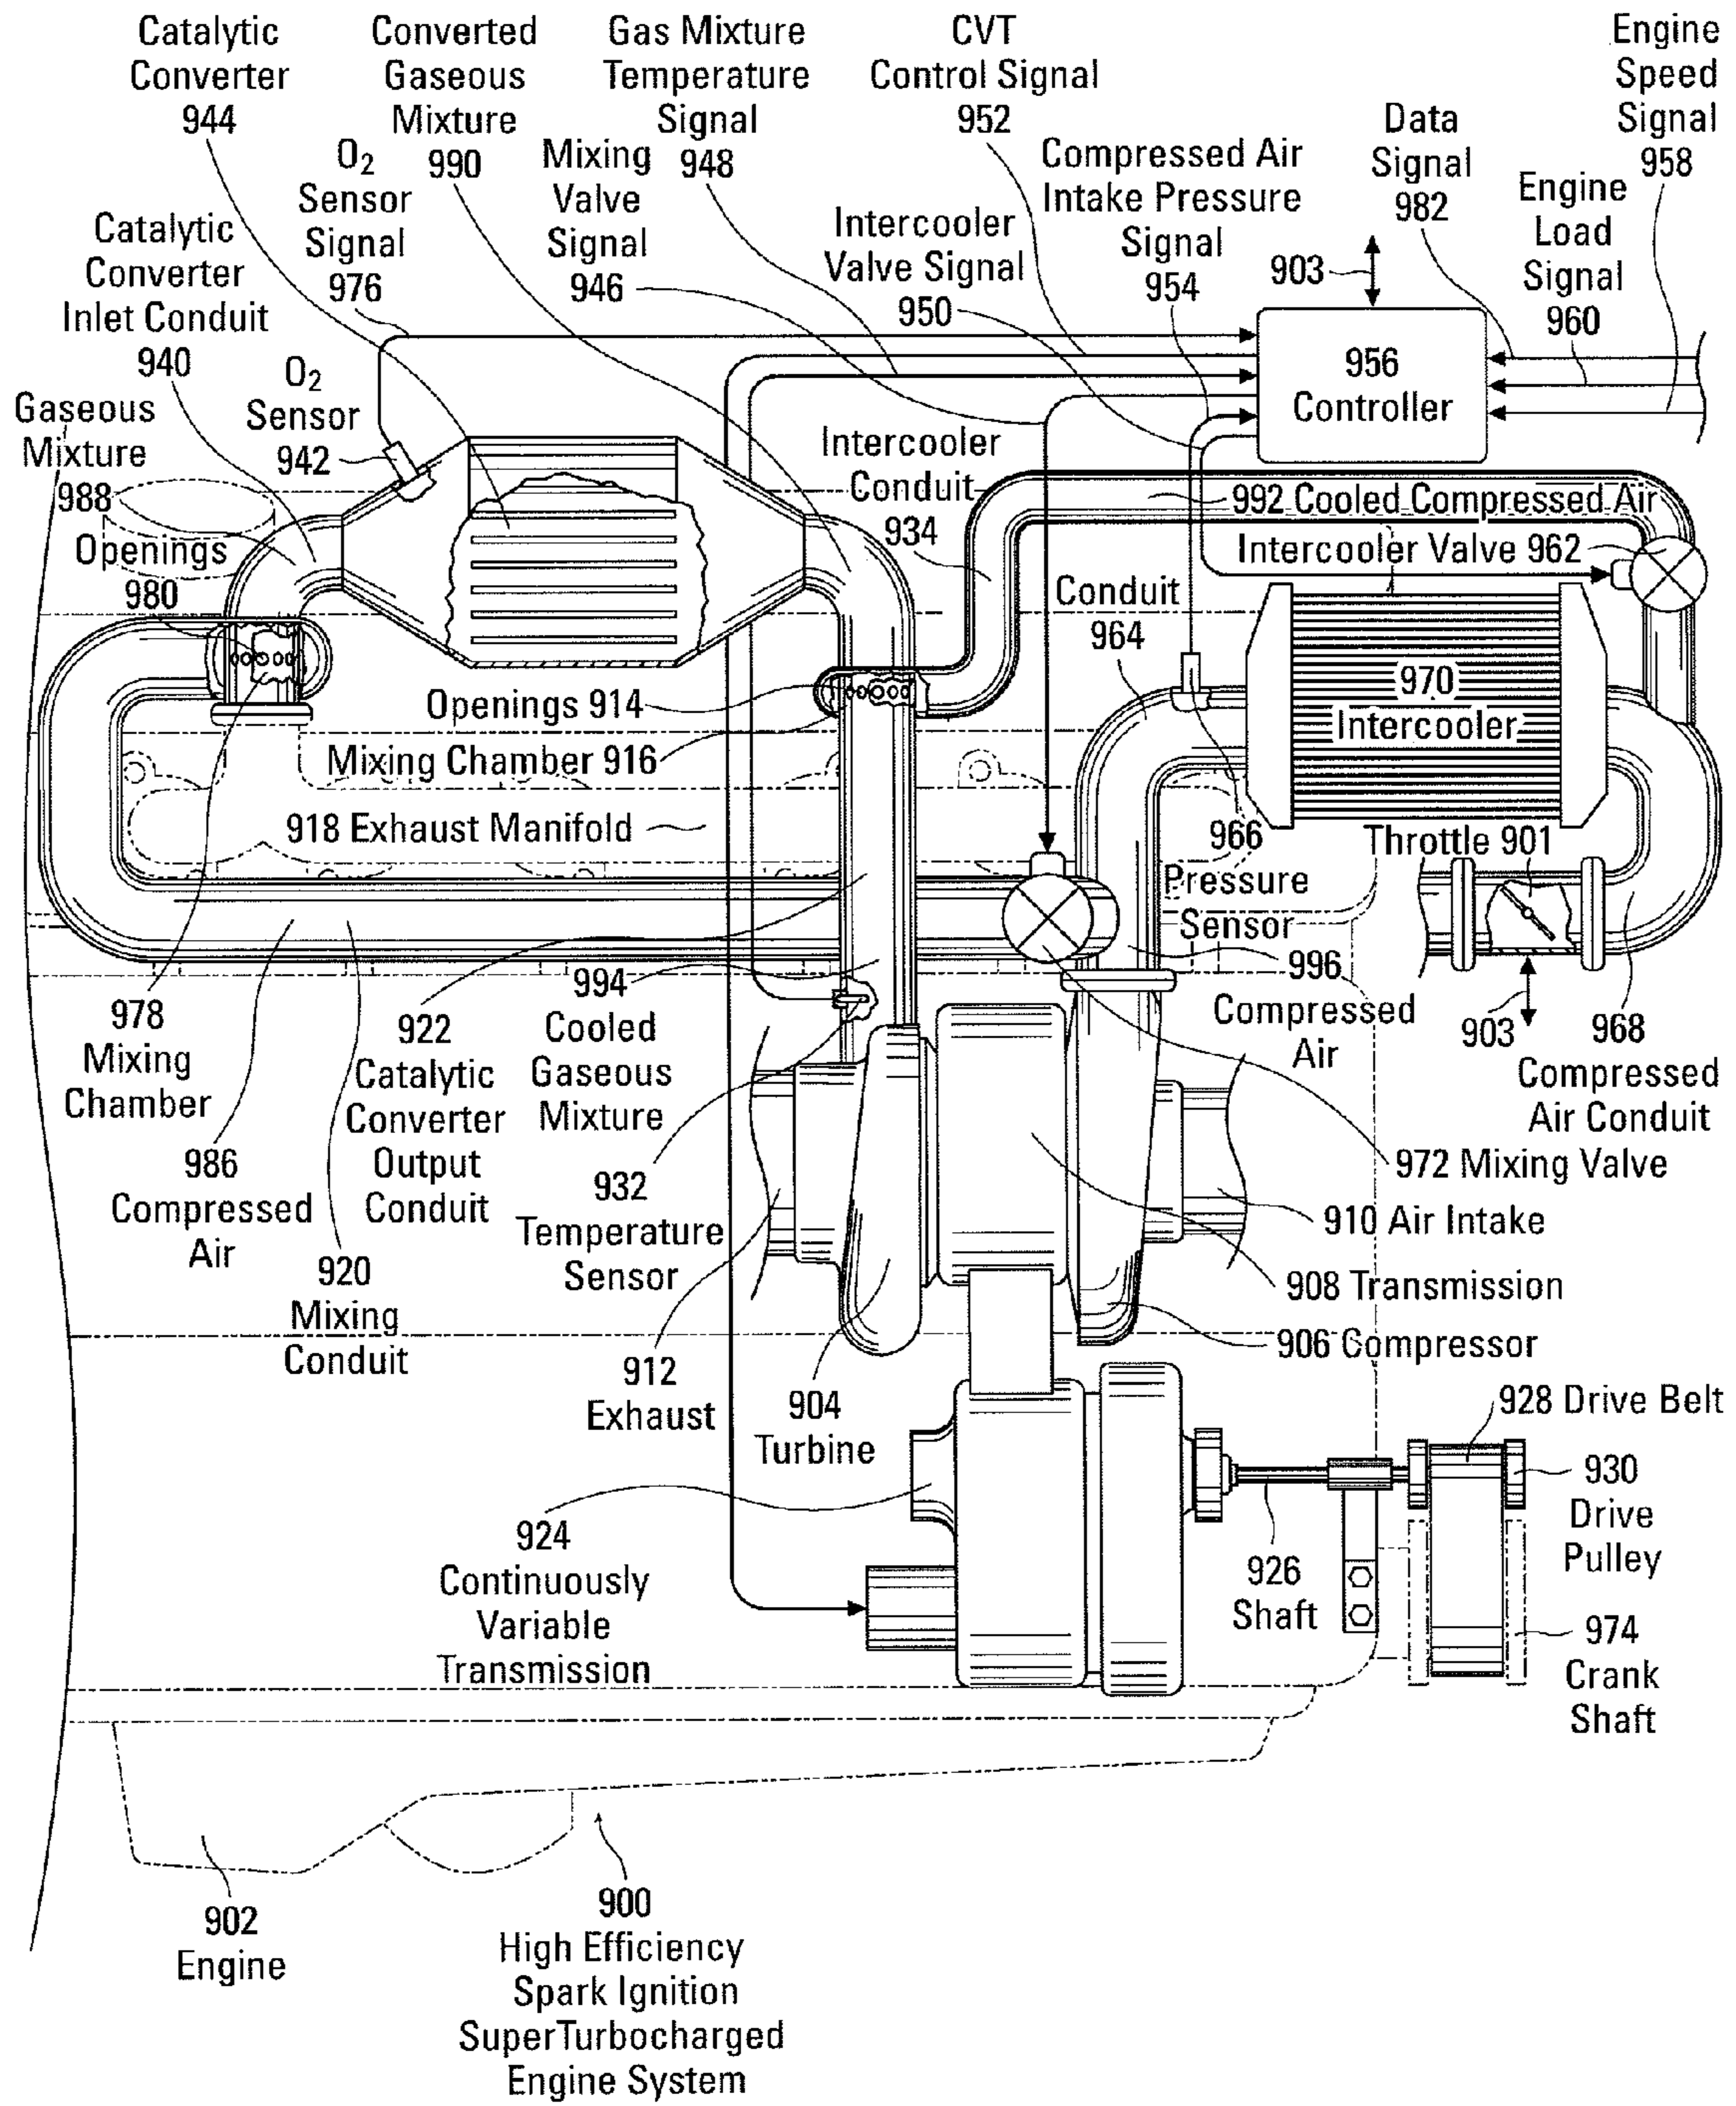 Catalytic
Converter
944
Converted
Gaseous
Mixture
990
Gas Mixture
Temperature
Signal
948
CVT
Control Signal
952
Engine
Speed
Signal
958
Data
Signal
982
O2
Sensor
Signal
976
Mixing
Valve
Signal
946
Compressed Air
Intake Pressure
Signal
954
Engine
Load
Signal
960
Catalytic
Converter
Inlet Conduit
940
Intercooler
Valve Signal
950
903
956
Controller
O2
Sensor
942
Gaseous
Mixture
988
Intercooler
Conduit
934
992 Cooled Compressed Air
Openings
980
Intercooler Valve 962
Conduit
964
970
Intercooler
Openings 914
Mixing Chamber 916
918 Exhaust Manifold
966
Pressure
Sensor
Throttle 901
996
Compressed
Air
903
968
Compressed
Air Conduit
978
Mixing
Chamber
922
Catalytic
Converter
Output
Conduit
994
Cooled
Gaseous
Mixture
986
Compressed
Air
920
Mixing
Conduit
932
Temperature
Sensor
972 Mixing Valve
910 Air Intake
908 Transmission
906 Compressor
912
Exhaust
904
Turbine
928 Drive Belt
930
Drive
Pulley
924
Continuously
Variable
Transmission
926
Shaft
974
Crank
Shaft
902
Engine
900
High Efficiency
Spark Ignition
SuperTurbocharged
Engine System